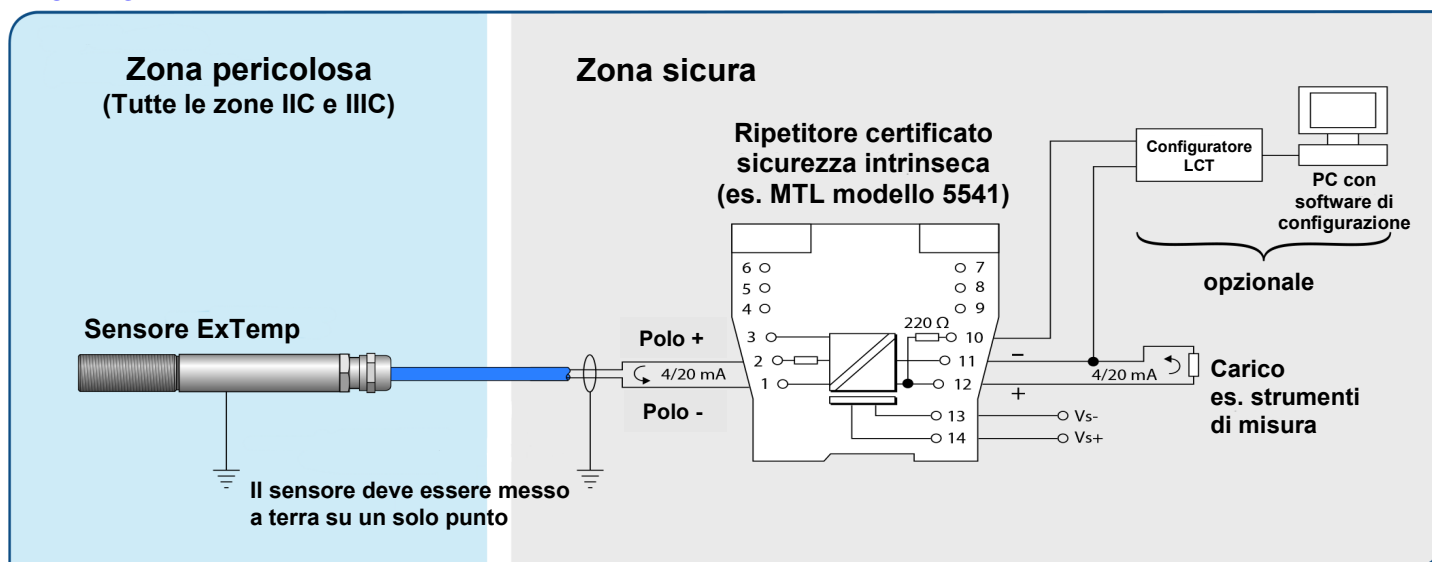 Zona pericolosa
(Tutte le zone IIC e IIIC)
Zona sicura
Ripetitore certificato
sicurezza intrinseca
(es. MTL modello 5541)
Configuratore
LCT
PC con
software di
configurazione
opzionale
Sensore ExTemp
Polo +
4/20 mA
Polo -
6
5
4
3
2
1
7
8
9
220 Ω
10
11
12
13
14
–
+
Vs-
Vs+
4/20 mA
Carico
es. strumenti
di misura
Il sensore deve essere messo
a terra su un solo punto